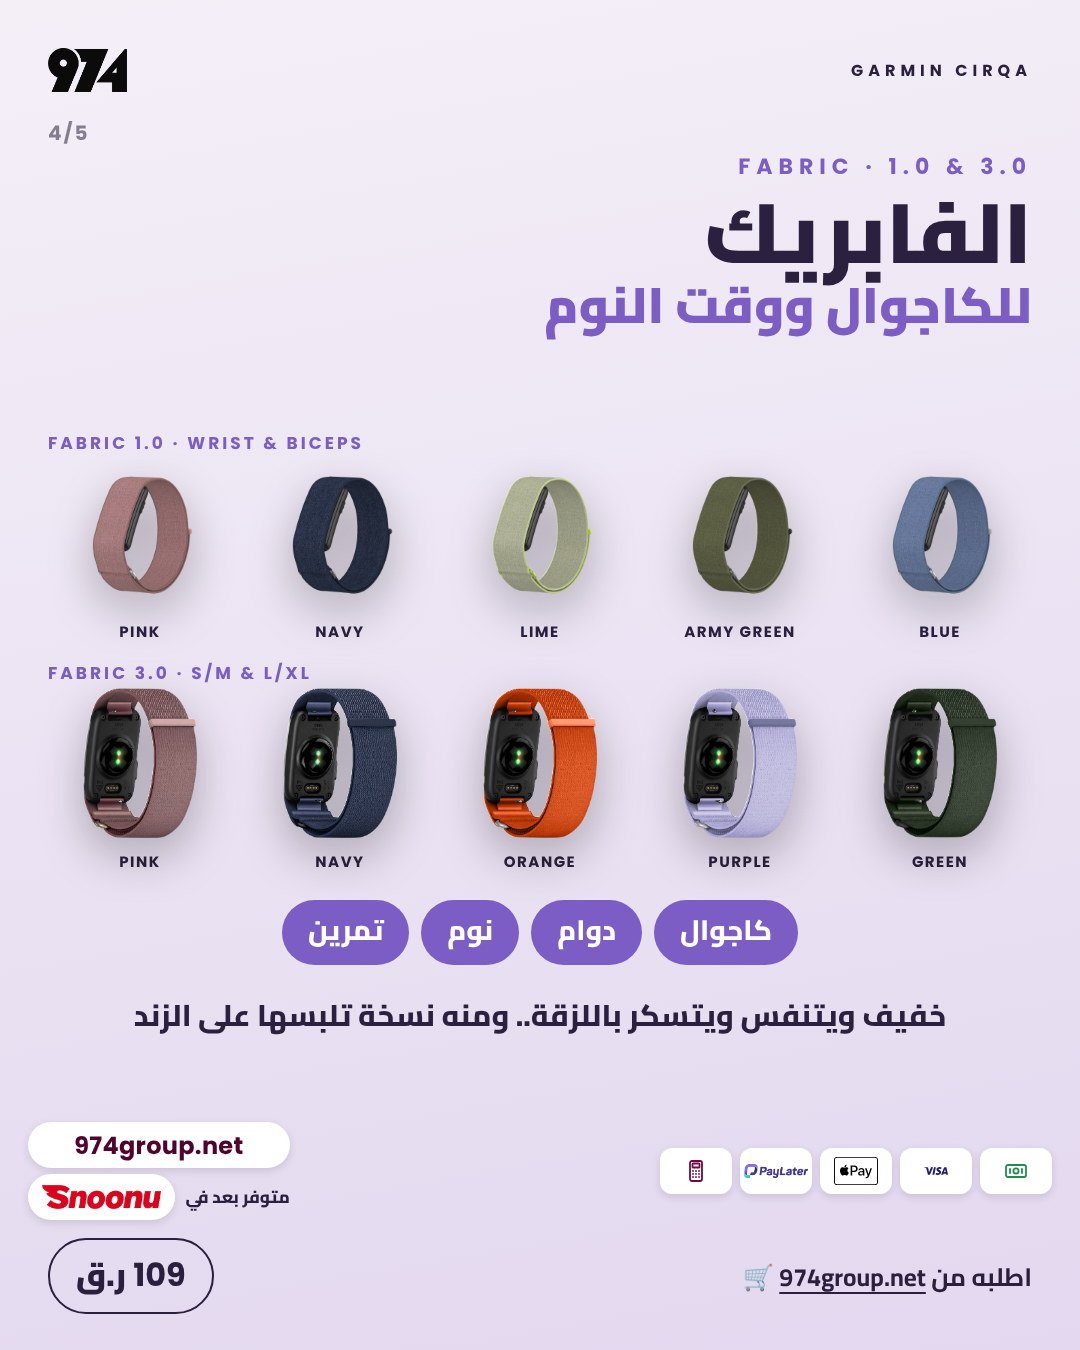 974
GARMIN CIRQA
4/5
FABRIC · 1.0 & 3.0
الفابريك
للكاجوال ووقت النوم
FABRIC 1.0 · WRIST & BICEPS
PINK
NAVY
LIME
ARMY GREEN
BLUE
FABRIC 3.0 · S/M & L/XL
PINK
NAVY
ORANGE
PURPLE
GREEN
كاجوال
دوام
نوم
تمرين
خفيف ويتنفس ويتسكر باللزقة.. ومنه نسخة تلبسها على الزند
974group.net
متوفر بعد في Snoonu
PayLater
Pay
VISA
109 ر.ق
اطلبه من 974group.net